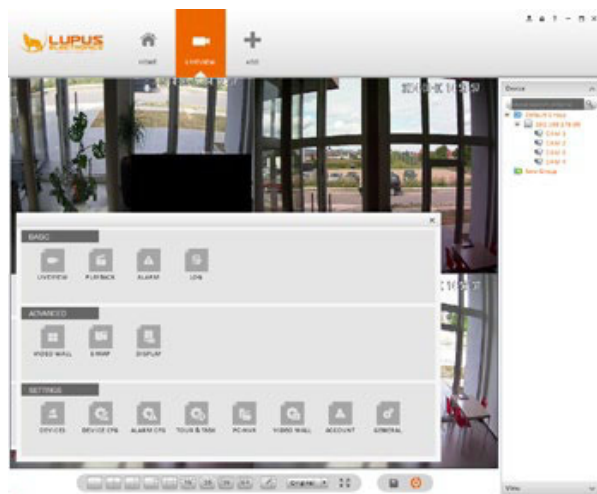 LUPUS
ELECTRONICS
HOME
LIVEVIEW
ADD
Device
Default Group
CAM 1
CAM 2
CAM 3
CAM 4
New Group
BASIC
LIVEVIEW PLAYBACK ALARM LOG
ADVANCED
VIDEO WALL E-MAP DISPLAY
SETTINGS
DEVICES DEVICE CFG. ALARM CFG. TOUR & TASK PC-NVR VIDEO WALL ACCOUNT GENERAL
Original
View